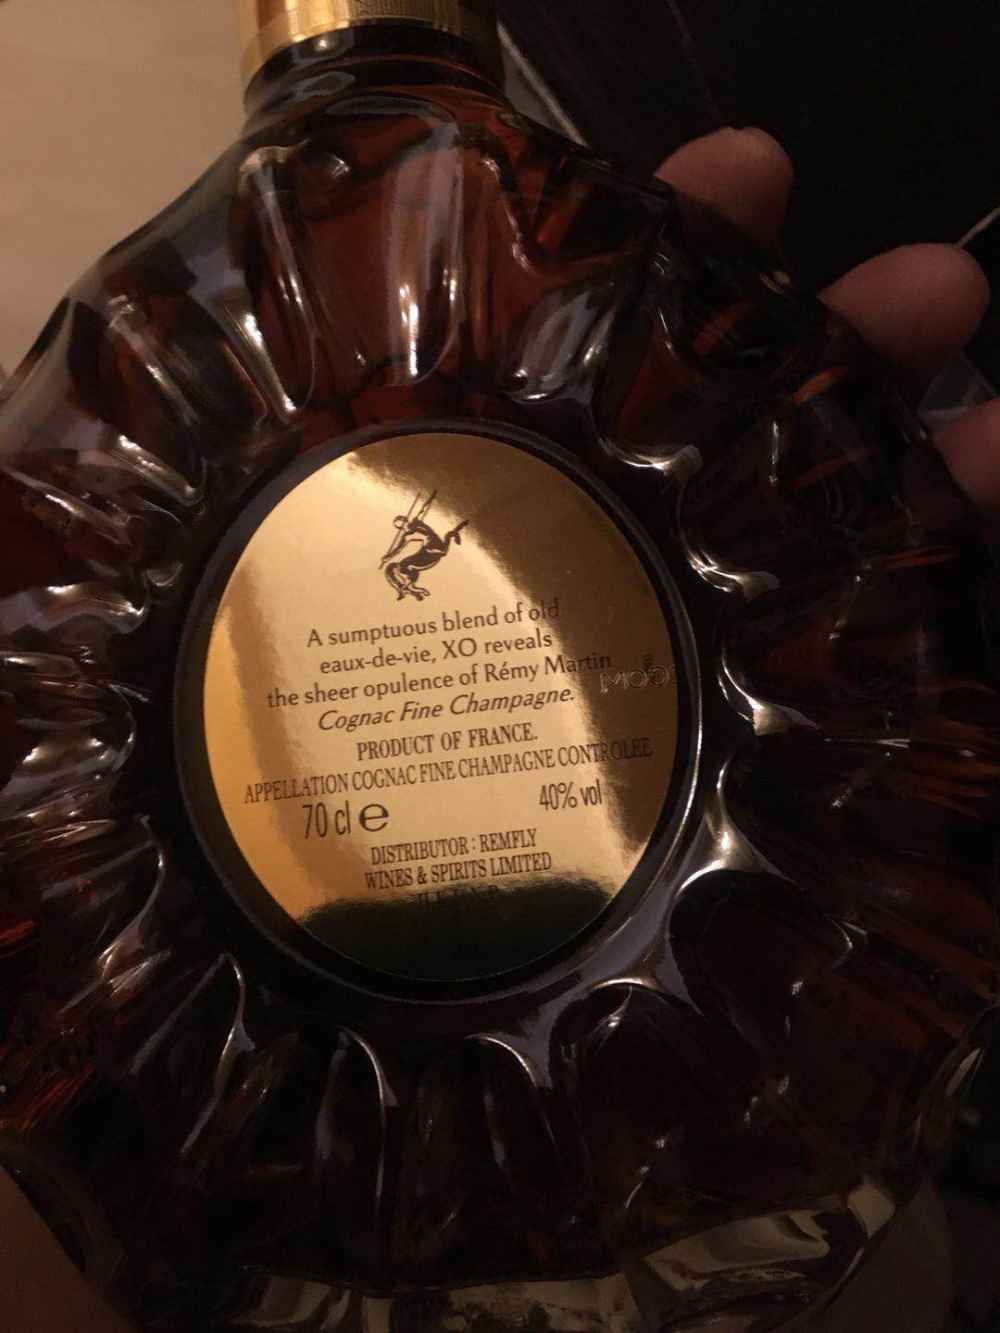 A sumptuous blend of old
eaux-de-vie, XO reveals
the sheer opulence of Rémy Martin
Cognac Fine Champagne.
PRODUCT OF FRANCE.
APPELLATION COGNAC FINE CHAMPAGNE CONTROLEE
70 cl e
40% vol
DISTRIBUTOR : REMFLY
WINES & SPIRITS LIMITED